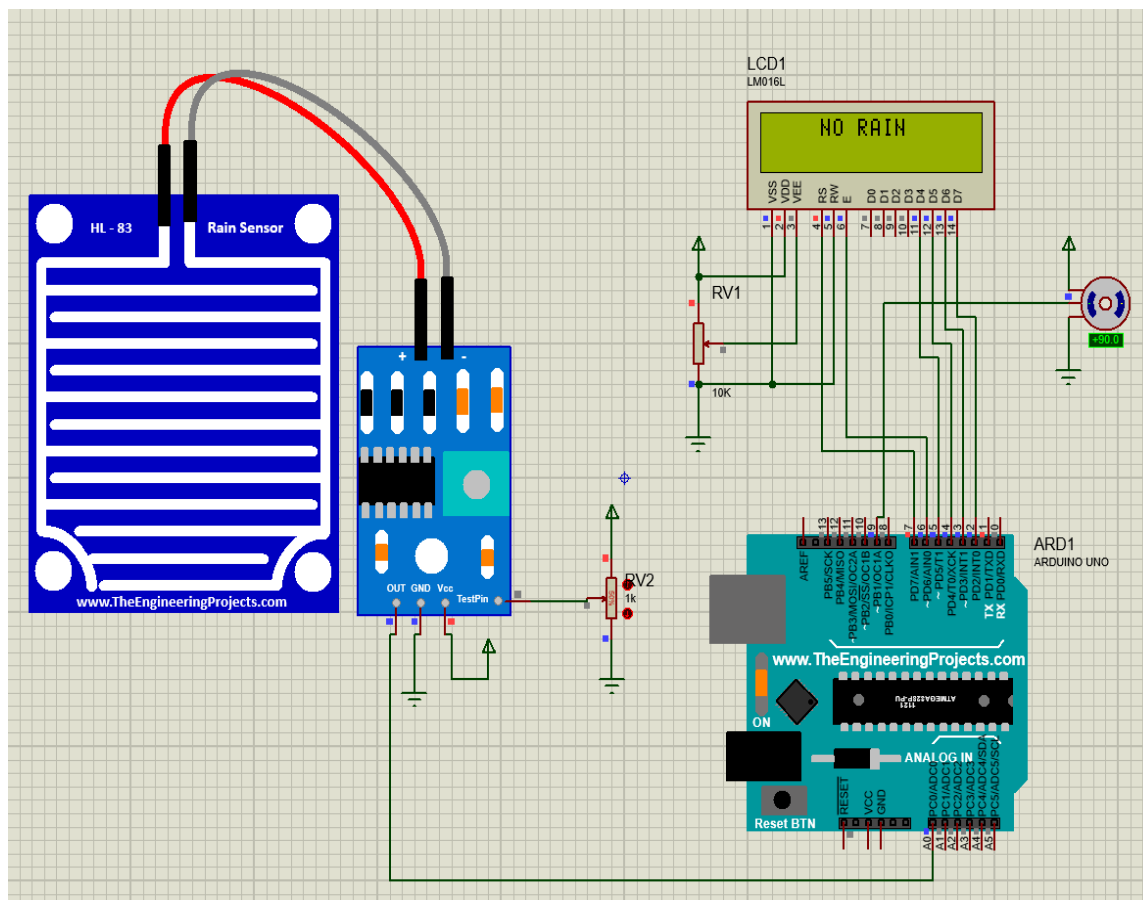 LCD1
LM016L
NO RAIN
VSS
VDD
VEE
RS
RW
E
D0
D1
D2
D3
D4
D5
D6
D7
1
2
3
4
5
6
7
8
9
10
11
12
13
14
HL - 83
Rain Sensor
www.TheEngineeringProjects.com
+ -
OUT GND Vcc TestPin
RV1
10K
+90.0
RV2
1k
ARD1
ARDUINO UNO
AREF
13
12
11
10
9
8
7
6
5
4
3
2
1
0
PB5/SCK
PB4/MISO
~PB3/MOSI/OC2A
~PB2/SS/OC1B
~PB1/OC1A
PB0/ICP1/CLKO
PD7/AIN1
~PD6/AIN0
~PD5/T1
PD4/T0/XCK
~PD3/INT1
PD2/INT0
PD1/TXD
PD0/RXD
TX
RX
www.TheEngineeringProjects.com
1121
ATMEGA328P-PU
ON
ANALOG IN
Reset BTN
RESET
VCC
GND
PC0/ADC0
PC1/ADC1
PC2/ADC2
PC3/ADC3
PC4/ADC4/SDA
PC5/ADC5/SCL
A0
A1
A2
A3
A4
A5